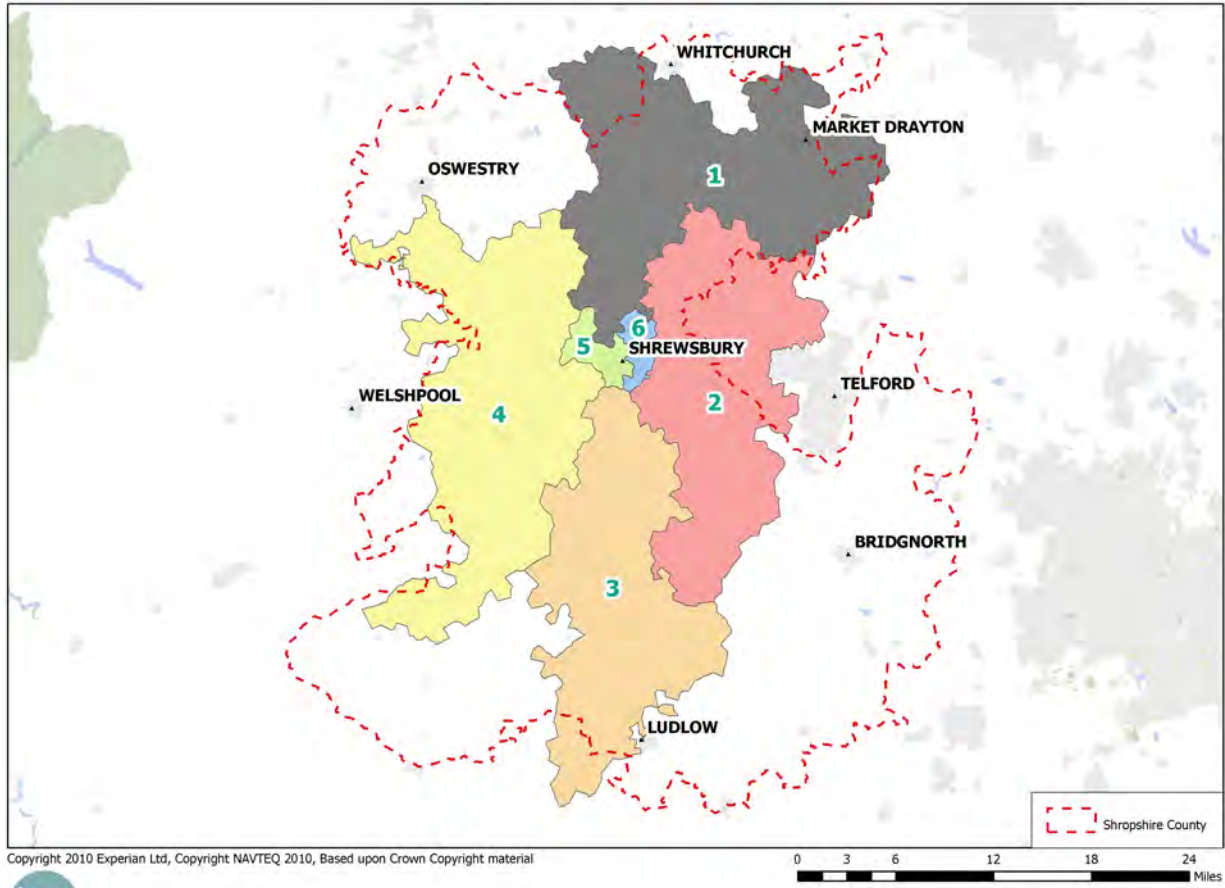 WHITCHURCH
MARKET DRAYTON
OSWESTRY
1
6
5
SHREWSBURY
WELSHPOOL
TELFORD
2
4
BRIDGNORTH
3
LUDLOW
Shropshire County
Copyright 2010 Experian Ltd, Copyright NAVTEQ 2010, Based upon Crown Copyright material
0 3 6 12 18 24
Miles